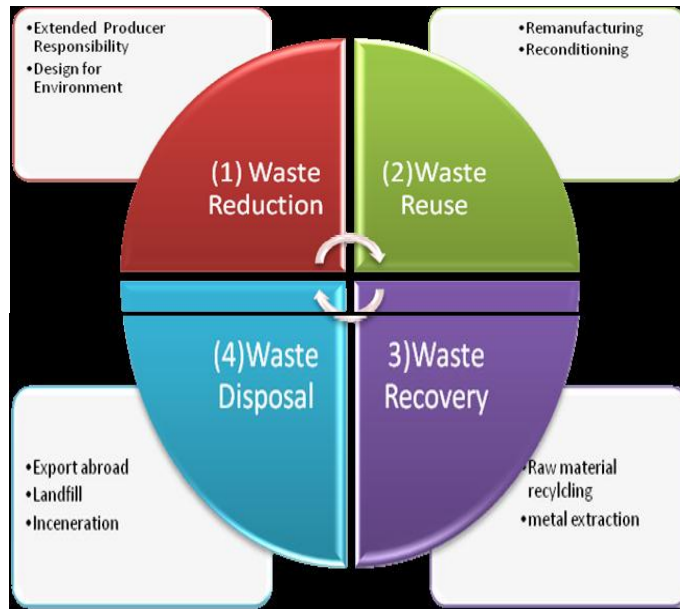 •Extended Producer
Responsibility
•Design for
Environment
•Remanufacturing
•Reconditioning
(1) Waste
Reduction
(2)Waste
Reuse
(4)Waste
Disposal
3)Waste
Recovery
•Export abroad
•Landfill
•Inceneration
•Raw material
recylcling
•metal extraction